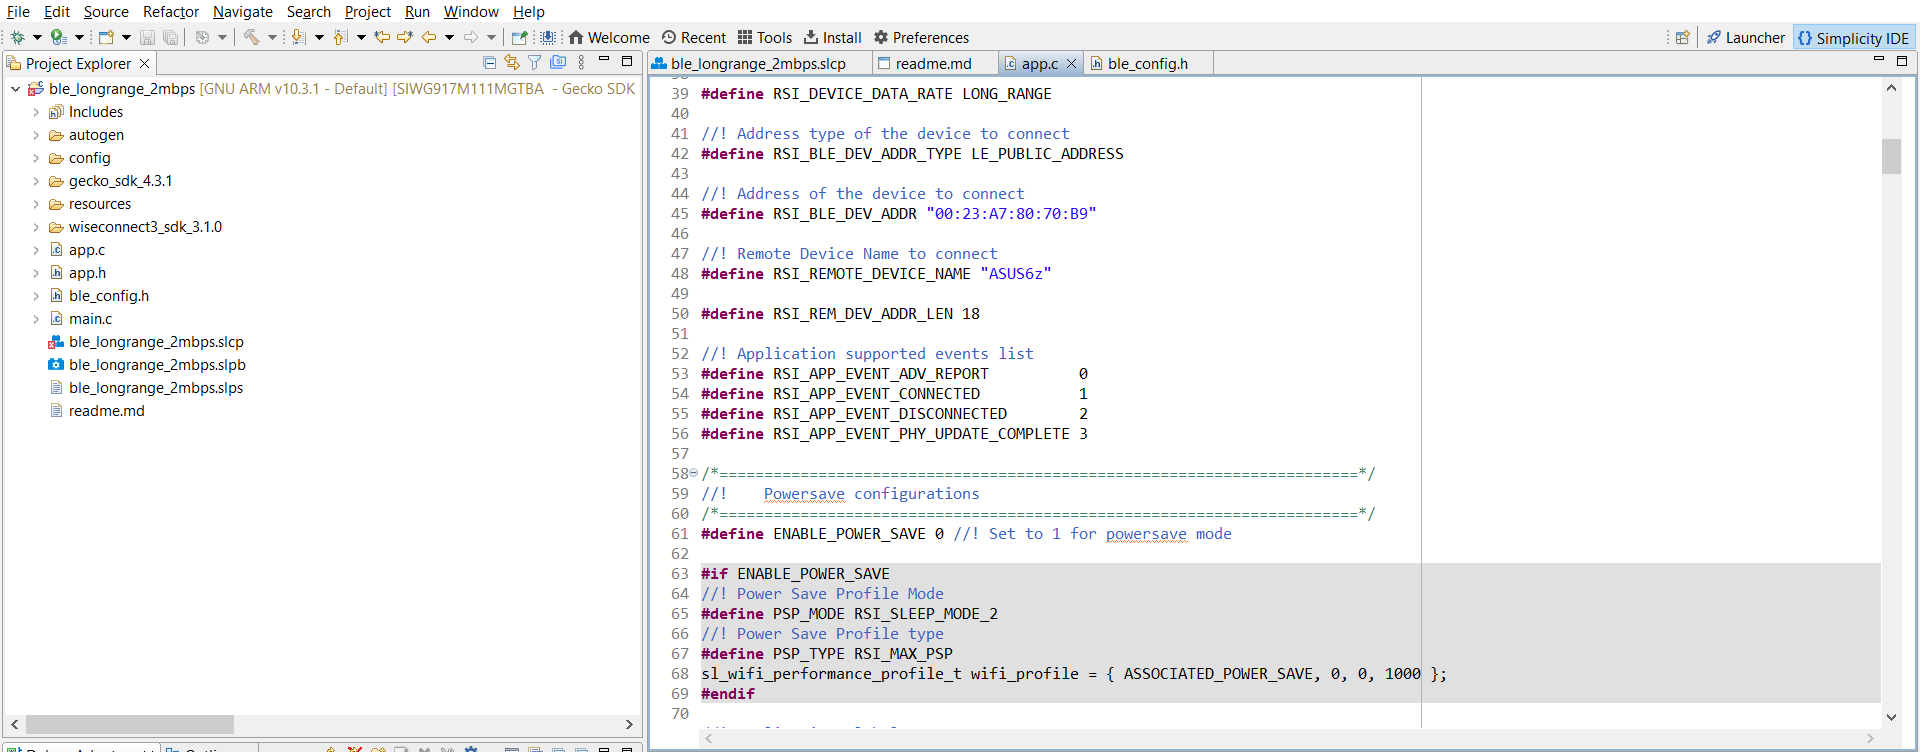 File Edit Source Refactor Navigate Search Project Run Window Help
Welcome Recent Tools Install Preferences Launcher {} Simplicity IDE
Project Explorer
ble_longrange_2mbps [GNU ARM v10.3.1 - Default] [SIWG917M111MGTBA - Gecko SDK
Includes
autogen
config
gecko_sdk_4.3.1
resources
wiseconnect3_sdk_3.1.0
app.c
app.h
ble_config.h
main.c
ble_longrange_2mbps.slcp
ble_longrange_2mbps.slpb
ble_longrange_2mbps.slps
readme.md
ble_longrange_2mbps.slcp readme.md app.c ble_config.h
39 #define RSI_DEVICE_DATA_RATE LONG_RANGE
40
41 //! Address type of the device to connect
42 #define RSI_BLE_DEV_ADDR_TYPE LE_PUBLIC_ADDRESS
43
44 //! Address of the device to connect
45 #define RSI_BLE_DEV_ADDR "00:23:A7:80:70:B9"
46
47 //! Remote Device Name to connect
48 #define RSI_REMOTE_DEVICE_NAME "ASUS6z"
49
50 #define RSI_REM_DEV_ADDR_LEN 18
51
52 //! Application supported events list
53 #define RSI_APP_EVENT_ADV_REPORT 0
54 #define RSI_APP_EVENT_CONNECTED 1
55 #define RSI_APP_EVENT_DISCONNECTED 2
56 #define RSI_APP_EVENT_PHY_UPDATE_COMPLETE 3
57
58 /*=======================================================================*/
59 //! Powersave configurations
60 /*=======================================================================*/
61 #define ENABLE_POWER_SAVE 0 //! Set to 1 for powersave mode
62
63 #if ENABLE_POWER_SAVE
64 //! Power Save Profile Mode
65 #define PSP_MODE RSI_SLEEP_MODE_2
66 //! Power Save Profile type
67 #define PSP_TYPE RSI_MAX_PSP
68 sl_wifi_performance_profile_t wifi_profile = { ASSOCIATED_POWER_SAVE, 0, 0, 1000 };
69 #endif
70